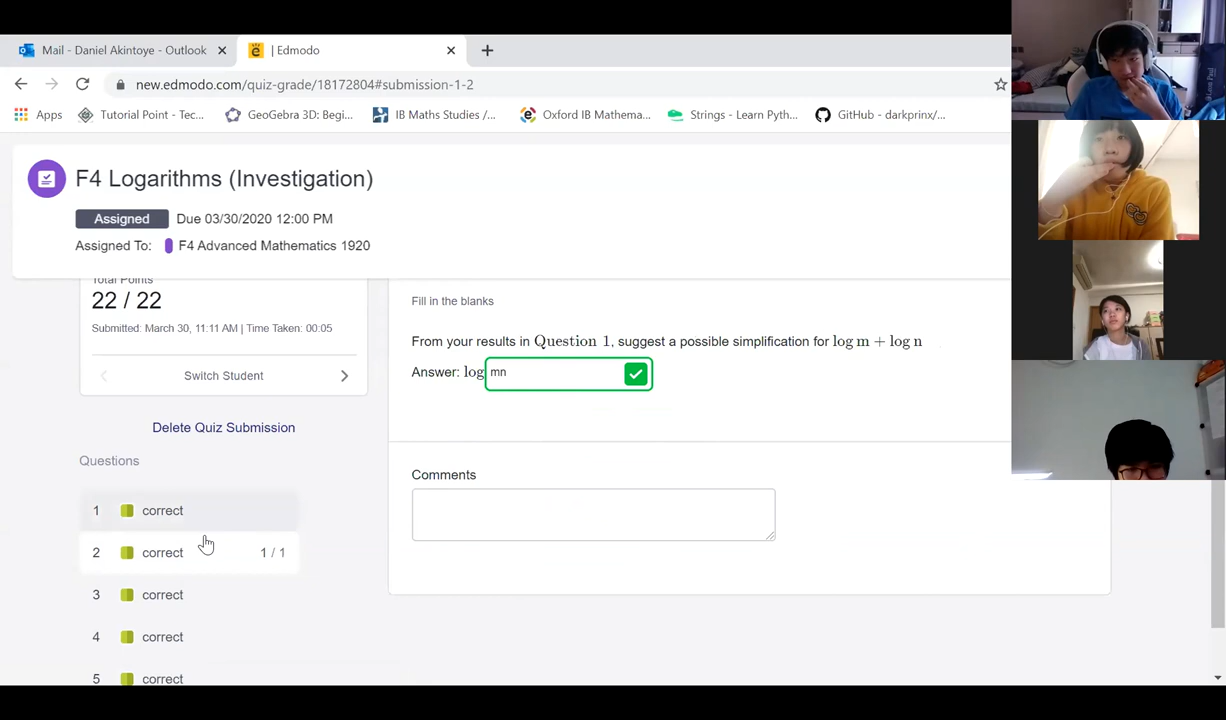 Mail - Daniel Akintoye - Outlook
| Edmodo
new.edmodo.com/quiz-grade/18172804#submission-1-2
Apps
Tutorial Point - Tec...
GeoGebra 3D: Begi...
IB Maths Studies /...
Oxford IB Mathema...
Strings - Learn Pyth...
GitHub - darkprinx/...
F4 Logarithms (Investigation)
Assigned
Due 03/30/2020 12:00 PM
Assigned To:
F4 Advanced Mathematics 1920
Total Points
22 / 22
Submitted: March 30, 11:11 AM | Time Taken: 00:05
Switch Student
Delete Quiz Submission
Questions
1 correct
2 correct 1 / 1
3 correct
4 correct
5 correct
Fill in the blanks
From your results in Question 1, suggest a possible simplification for log m + log n
Answer: log mn
Comments